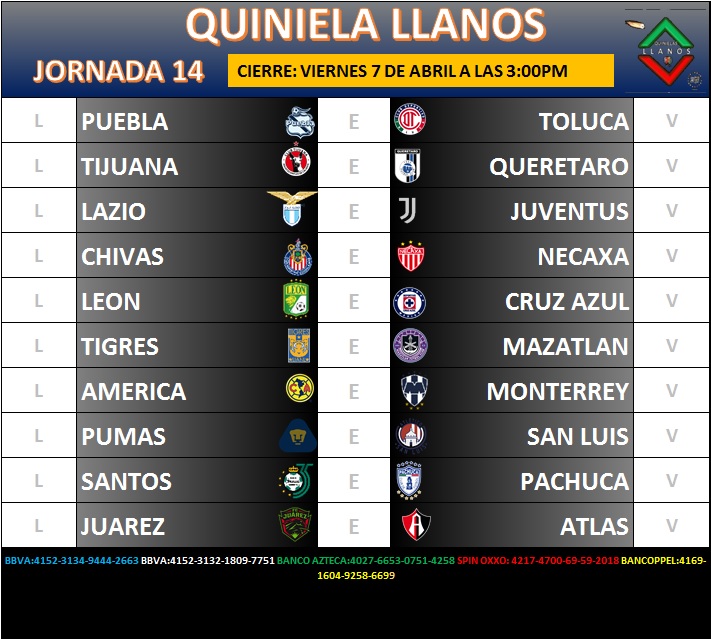 QUINIELA LLANOS
JORNADA 14
CIERRE: VIERNES 7 DE ABRIL A LAS 3:00PM
QUINIELAS
LLANOS
L PUEBLA E TOLUCA V
L TIJUANA E QUERETARO V
L LAZIO E JUVENTUS V
L CHIVAS E NECAXA V
L LEON E CRUZ AZUL V
L TIGRES E MAZATLAN V
L AMERICA E MONTERREY V
L PUMAS E SAN LUIS V
L SANTOS E PACHUCA V
L JUAREZ E ATLAS V
BBVA:4152-3134-9444-2663 BBVA:4152-3132-1809-7751 BANCO AZTECA:4027-6653-0751-4258 SPIN OXXO: 4217-4700-69-59-2018 BANCOPPEL:4169-
1604-9258-6699